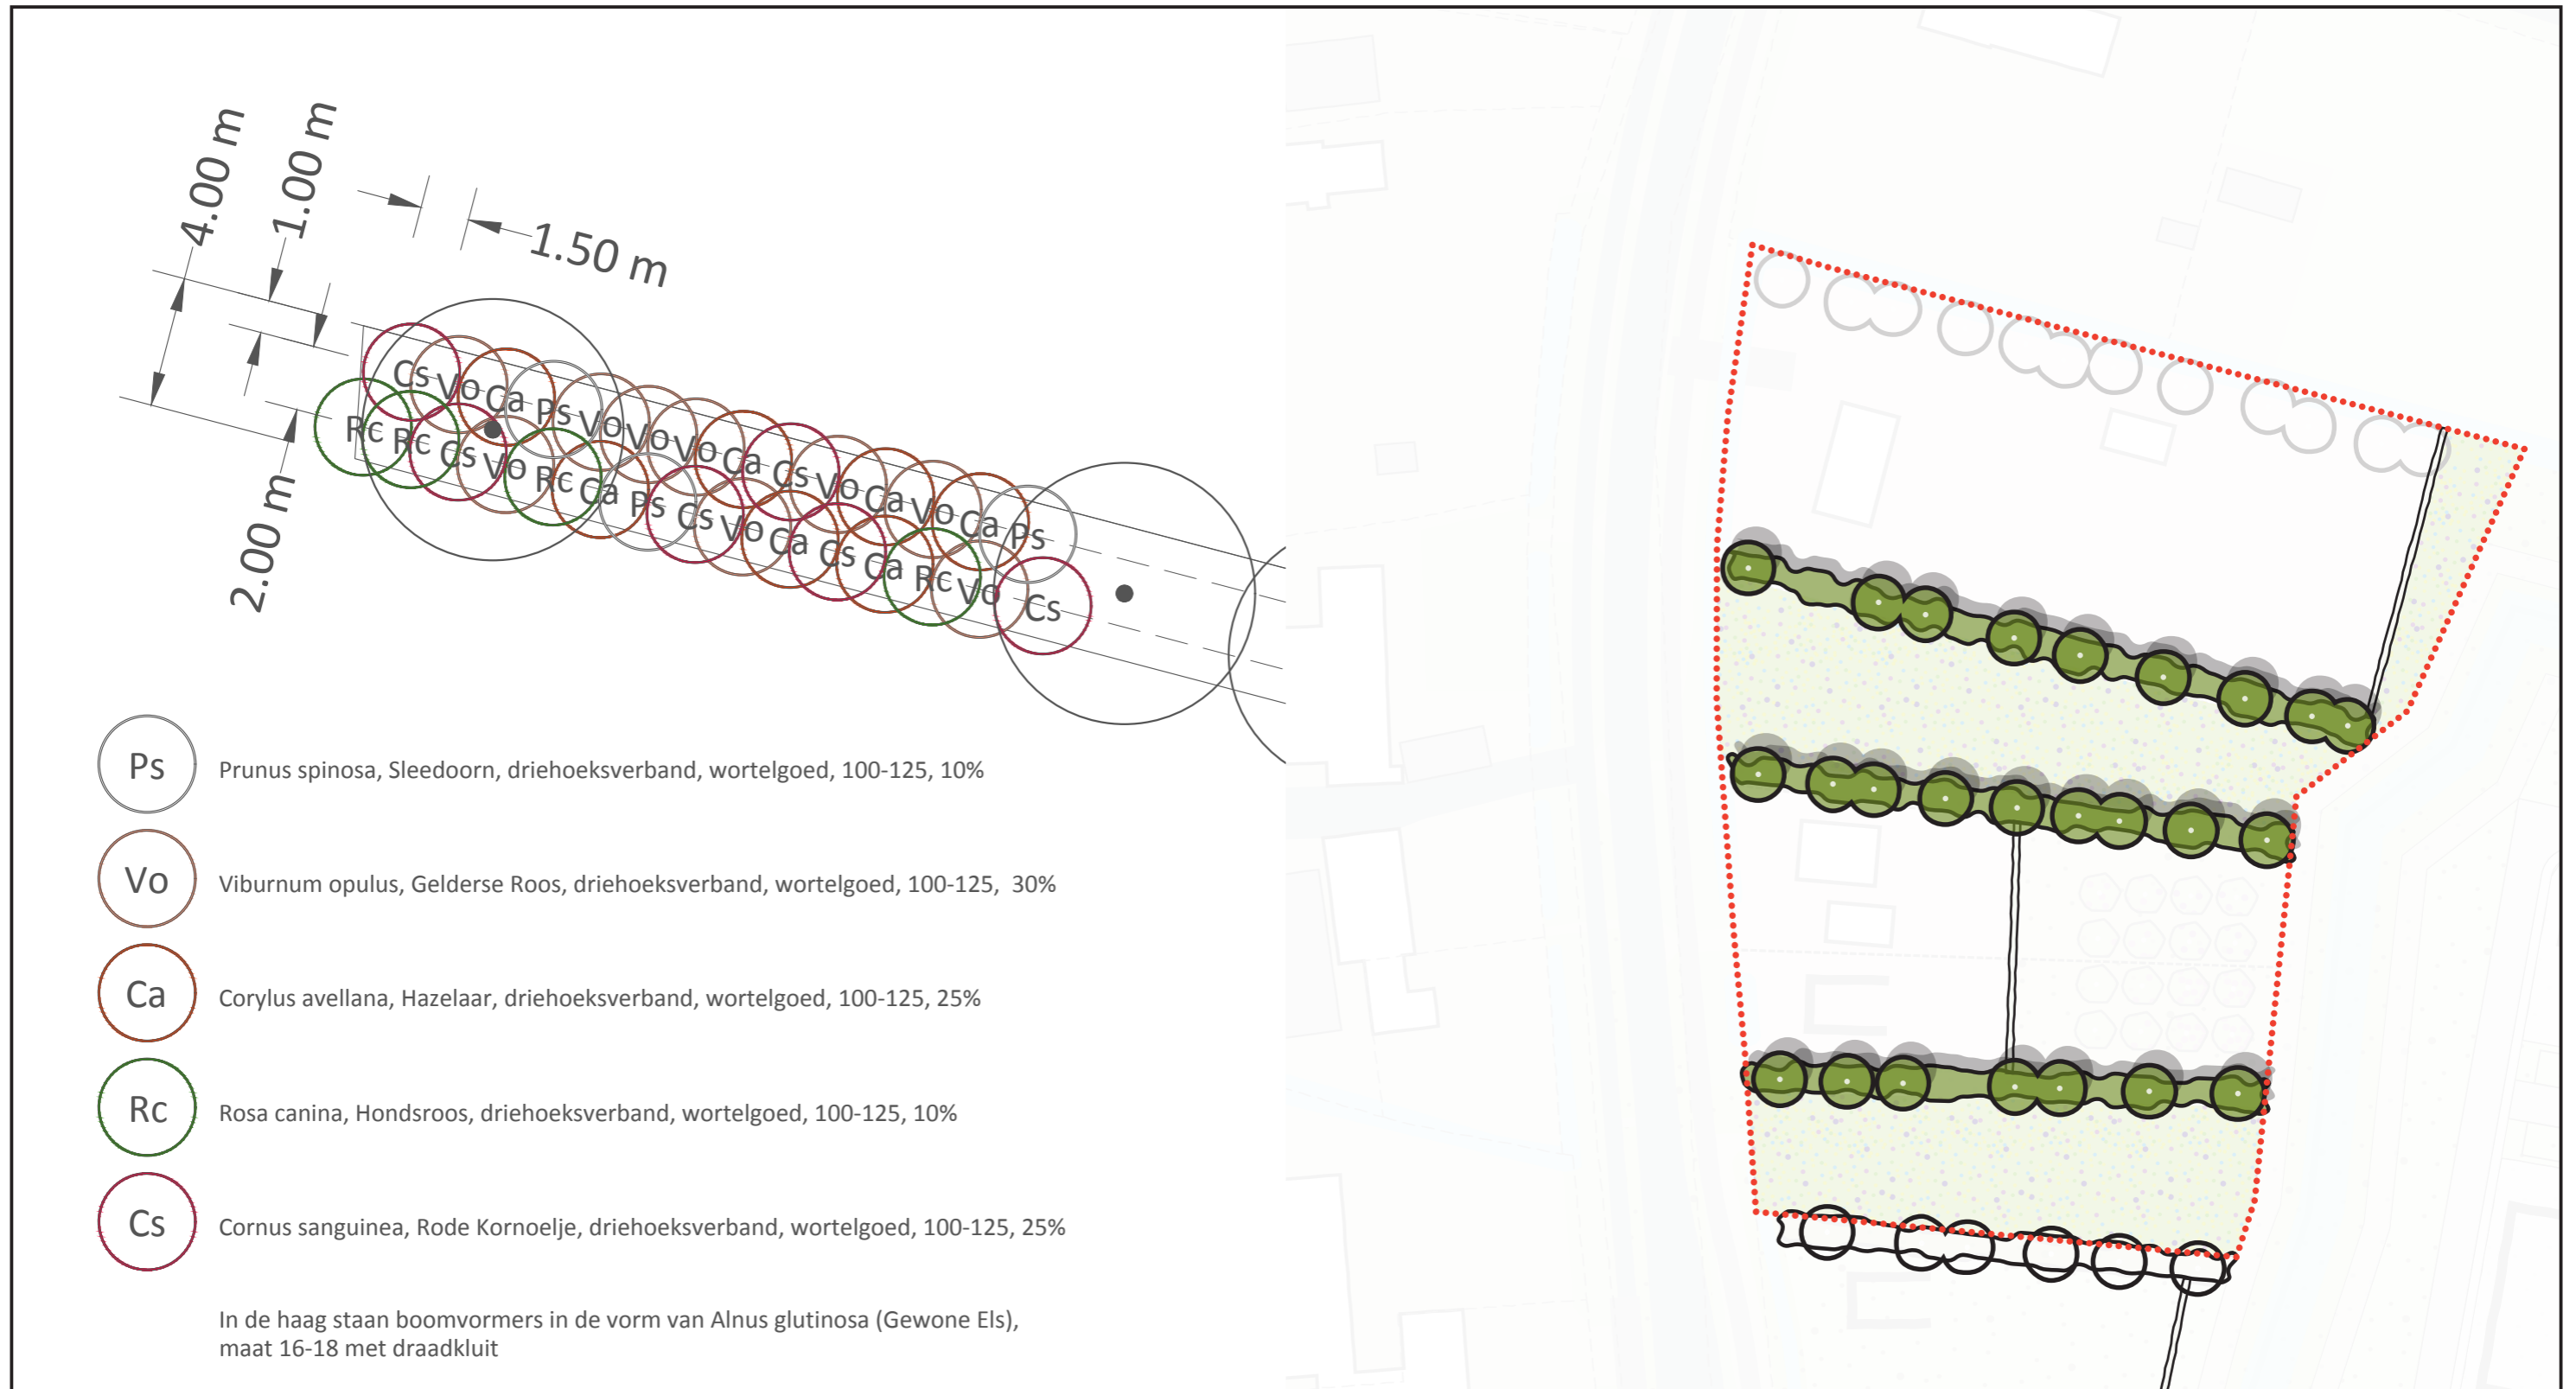 4.00 m
1.00 m
1.50 m
2.00 m
Cs Vo Ca Ps Vo Vo Vo Ca Cs Vo Ca Vo Ca Ps
Rc Rc Cs Vo Rc Ca Ps Cs Vo Ca Cs Ca Rc Vo Cs
Ps
Prunus spinosa, Sleedoorn, driehoeksverband, wortelgoed, 100-125, 10%
Vo
Viburnum opulus, Gelderse Roos, driehoeksverband, wortelgoed, 100-125, 30%
Ca
Corylus avellana, Hazelaar, driehoeksverband, wortelgoed, 100-125, 25%
Rc
Rosa canina, Hondsroos, driehoeksverband, wortelgoed, 100-125, 10%
Cs
Cornus sanguinea, Rode Kornoelje, driehoeksverband, wortelgoed, 100-125, 25%
In de haag staan boomvormers in de vorm van Alnus glutinosa (Gewone Els),
maat 16-18 met draadkluit